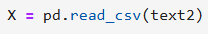 X = pd.read_csv(text2)